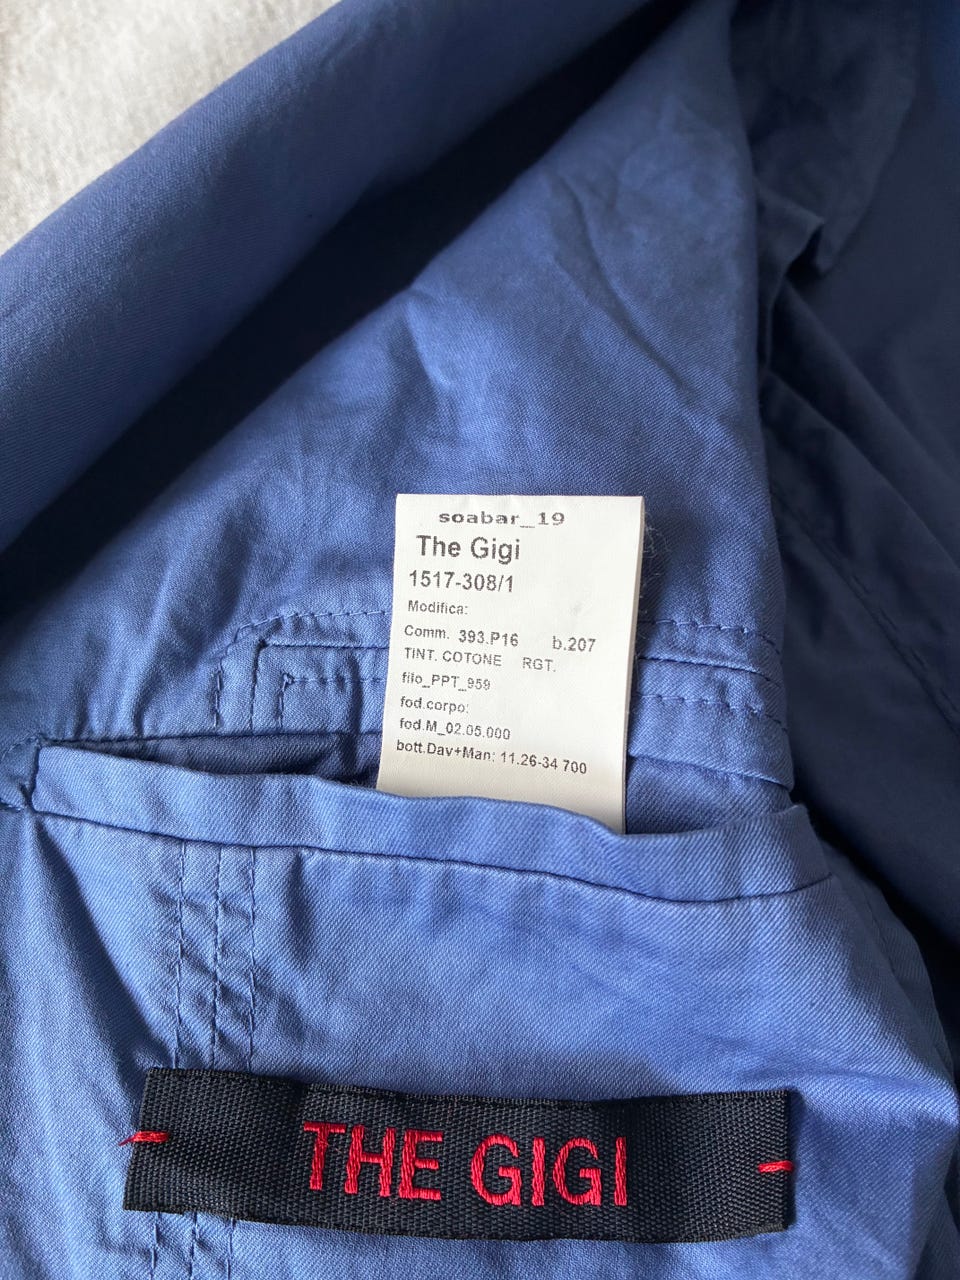 soabar_19
The Gigi
1517-308/1
Modifica:
Comm. 393.P16 b.207
TINT. COTONE RGT.
filo_PPT_959
fod.corpo:
fod.M_02.05.000
bott.Dav+Man: 11.26-34 700
THE GIGI